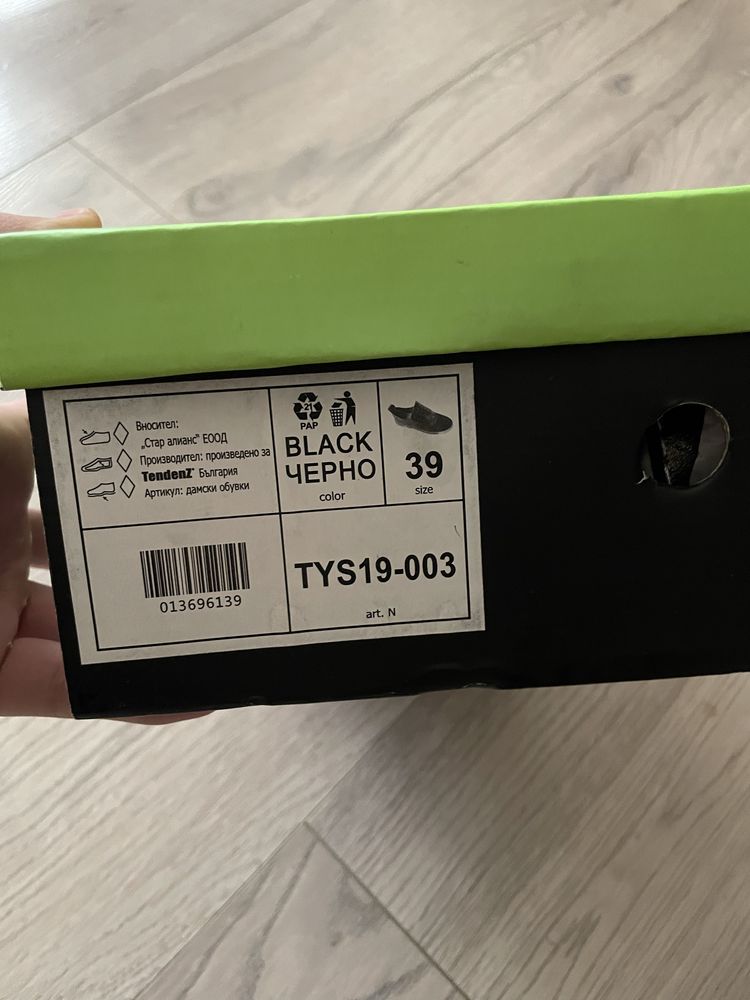 Вносител:
„Стар алианс" ЕООД
Производител: произведено за
TendenZ България
Артикул: дамски обувки
21
PAP
BLACK
ЧЕРНО
color
39
size
013696139
TYS19-003
art. N